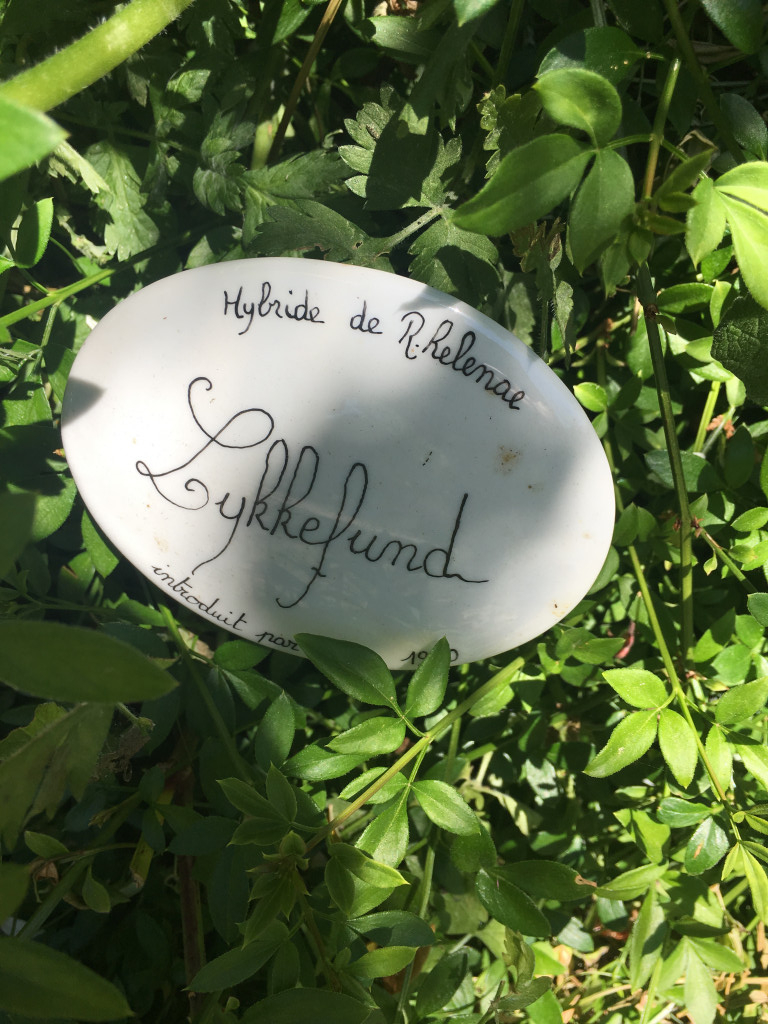 Hybride de R. helenae
Lykkefund
introduit par